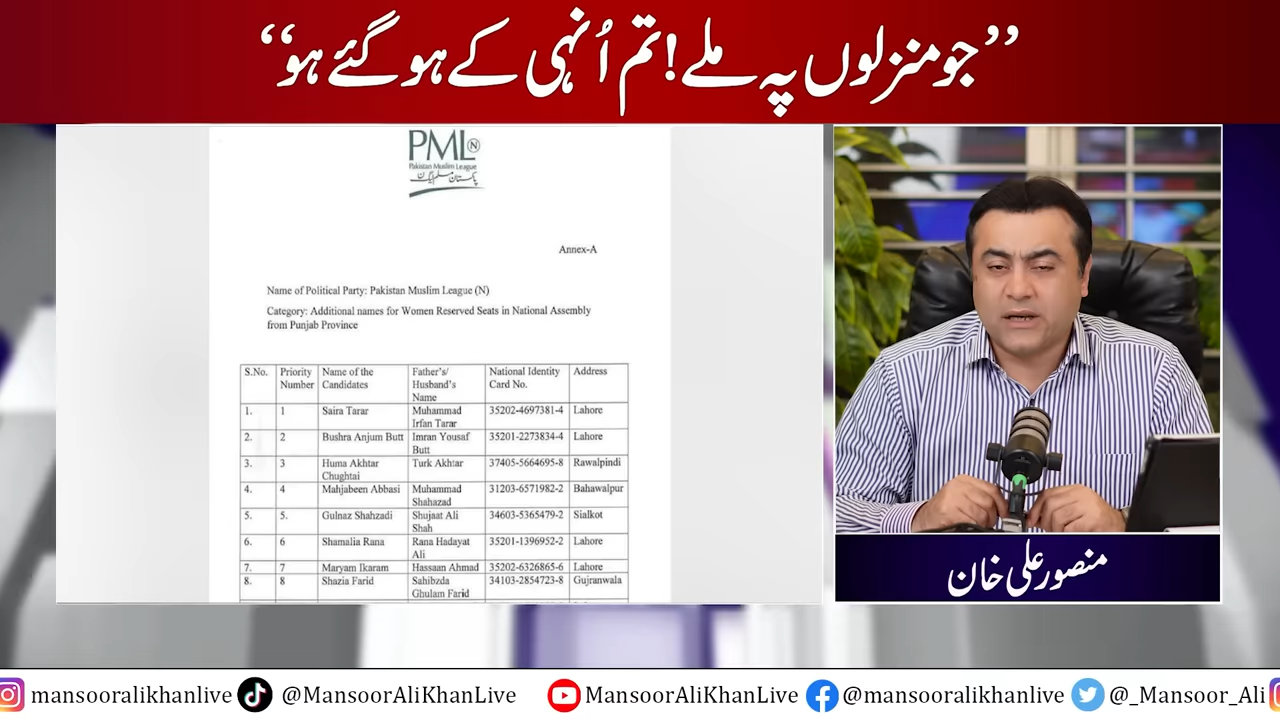 ”جو منزلوں پہ ملے! تم اُنہی کے ہو گئے ہو“
PML N
Pakistan Muslim League
پاکستان مسلم لیگ ن
Annex-A
Name of Political Party: Pakistan Muslim League (N)
Category: Additional names for Women Reserved Seats in National Assembly
from Punjab Province
S.No. Priority Number Name of the Candidates Father's/ Husband's Name National Identity Card No. Address
1. 1 Saira Tarar Muhammad Irfan Tarar 35202-4697381-4 Lahore
2. 2 Bushra Anjum Butt Imran Yousaf Butt 35201-2273834-4 Lahore
3. 3 Huma Akhtar Chughtai Turk Akhtar 37405-5664695-8 Rawalpindi
4. 4 Mahjabeen Abbasi Muhammad Shahazad 31203-6571982-2 Bahawalpur
5. 5. Gulnaz Shahzadi Shujaat Ali Shah 34603-5365479-2 Sialkot
6. 6 Shamalia Rana Rana Hadayat Ali 35201-1396952-2 Lahore
7. 7 Maryam Ikaram Hassaan Ahmad 35202-6326865-6 Lahore
8. 8 Shazia Farid Sahibzda Ghulam Farid 34103-2854723-8 Gujranwala
منصور علی خان
mansooralikhanlive @MansoorAliKhanLive MansoorAliKhanLive @mansooralikhanlive @_Mansoor_Ali